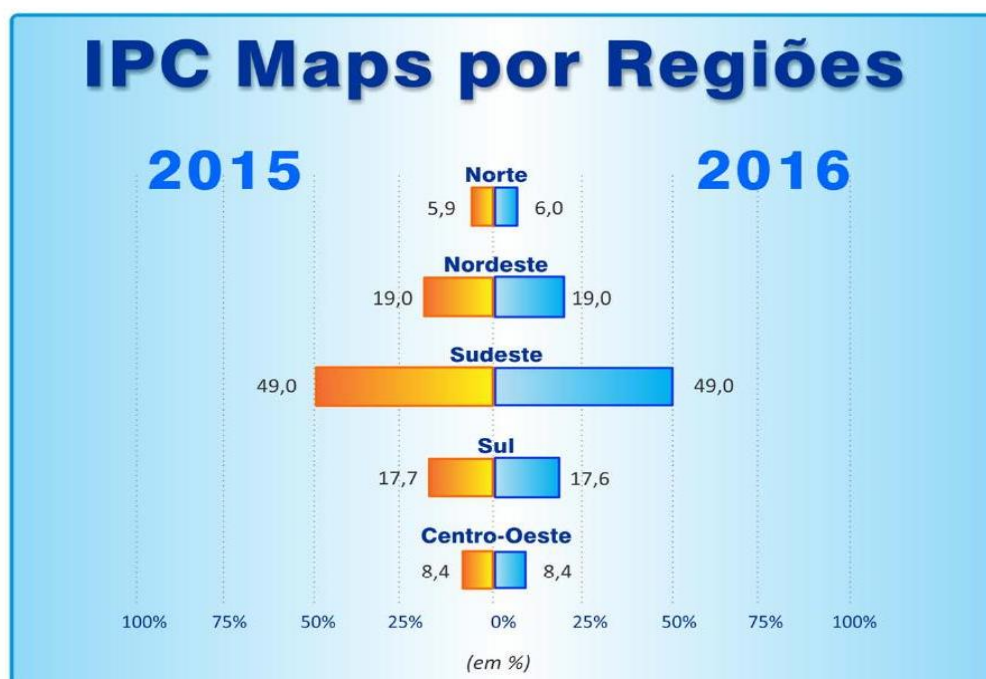 IPC Maps por Regiões
2015
2016
Norte
5,9
6,0
Nordeste
19,0
19,0
Sudeste
49,0
49,0
Sul
17,7
17,6
Centro-Oeste
8,4
8,4
100% 75% 50% 25% 0% 25% 50% 75% 100%
(em %)